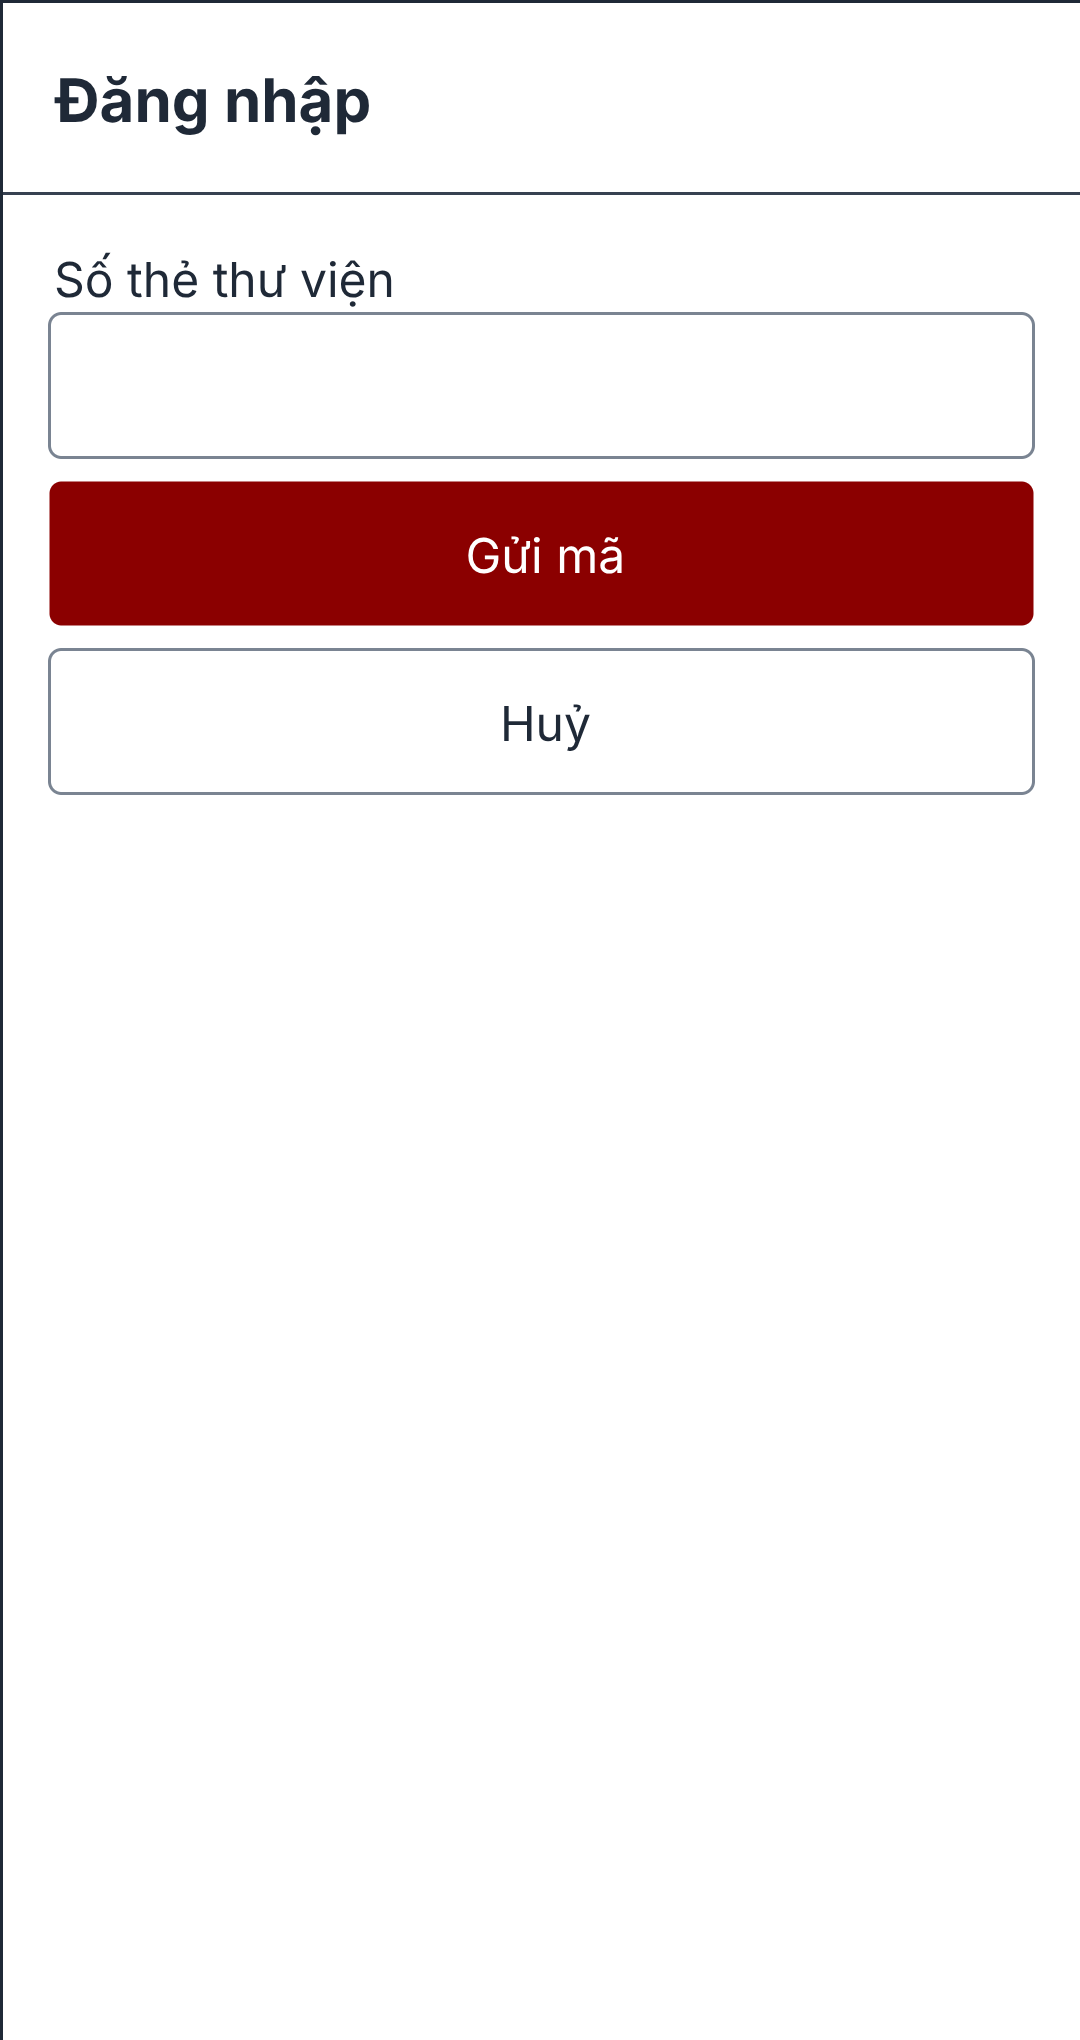 Đăng nhập
Số thẻ thư viện
Gửi mã
Huỷ